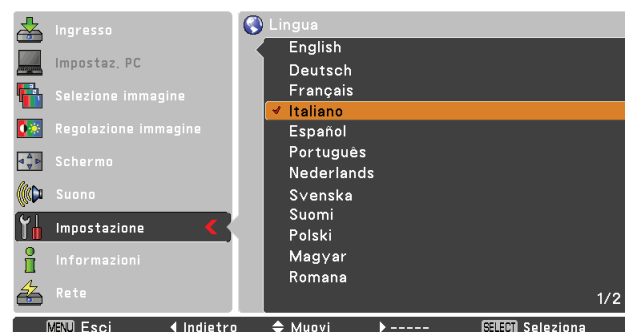 Ingresso
Impostaz. PC
Selezione immagine
Regolazione immagine
Schermo
Suono
Impostazione
Informazioni
Rete
Lingua
English
Deutsch
Français
Italiano
Español
Português
Nederlands
Svenska
Suomi
Polski
Magyar
Romana
1/2
MENU Esci Indietro Muovi ----- SELECT Seleziona